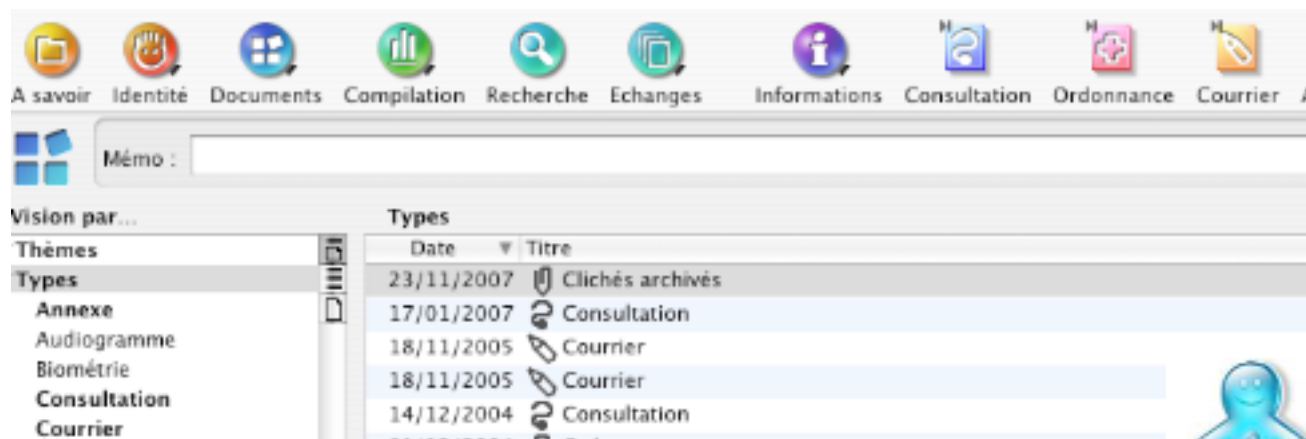 A savoir Identité Documents Compilation Recherche Echanges Informations Consultation Ordonnance Courrier
Mémo :
Vision par...
Types
Thèmes
Date Titre
Types
23/11/2007 Clichés archivés
Annexe
17/01/2007 Consultation
Audiogramme
18/11/2005 Courrier
Biométrie
18/11/2005 Courrier
Consultation
14/12/2004 Consultation
Courrier